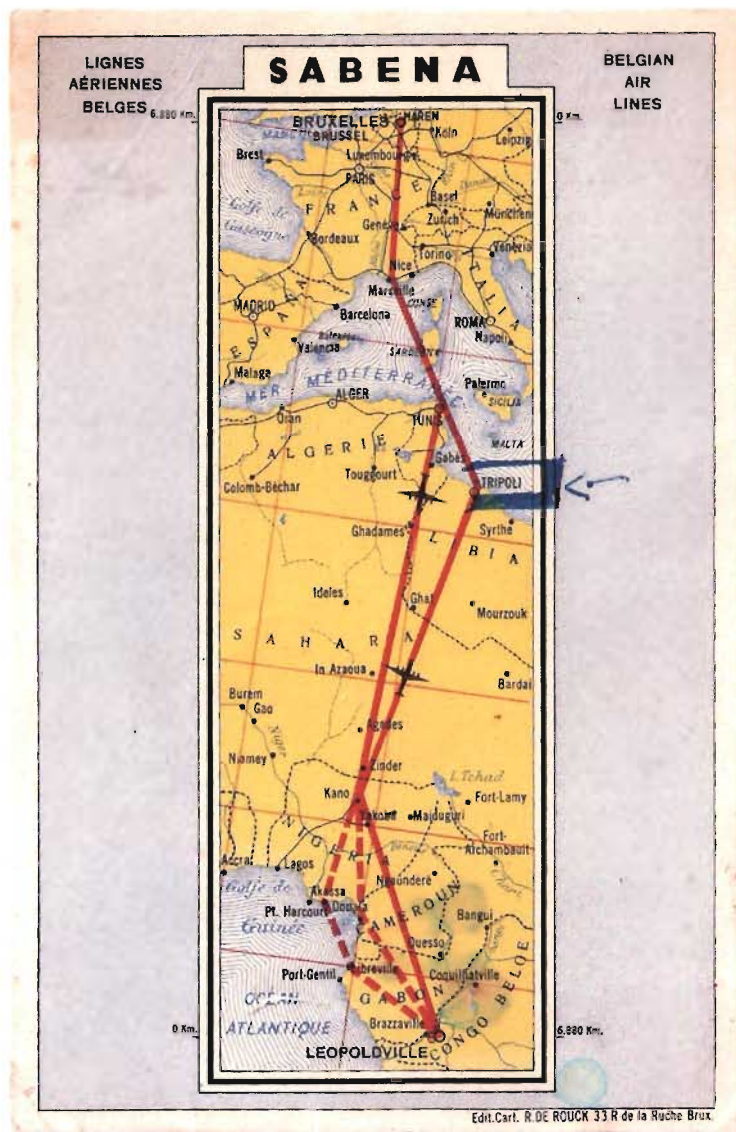 LIGNES
AÉRIENNES
BELGES
SABENA
BELGIAN
AIR
LINES
6.880 Km.
0 Km.
BRUXELLES
HAREN
BRUSSEL
Köln
Leipzig
Brest
Luxembourg
PARIS
FRANCE
Basel
Zurich
München
Golfe de
Gascogne
Genève
Bordeaux
Torino
Venezia
Nice
Marseille
ITALIA
CORSE
MADRID
Barcelona
ROMA
Napoli
ESPAÑA
Valencia
SARDEGNA
Malaga
MER MÉDITERRANÉE
Palermo
SICILIA
ALGER
Oran
TUNIS
MALTA
ALGERIE
Gabès
Touggourt
Colomb-Béchar
TRIPOLI
Ghadames
Syrthe
LIBIA
Ideles
Ghat
Mourzouk
SAHARA
In Azaoua
Bardai
Burem
Gao
Niger
Agades
Niamey
Zinder
L. Tchad
Kano
Fort-Lamy
Maiduguri
NIGERIA
Fort-
Archambault
Accra
Lagos
Ngaundere
Golfe de
Guinée
Akassa
Pt. Harcourt
Douala
CAMEROUN
Bangui
Ouesso
Port-Gentil
Libreville
Coquilhatville
GABON
OCÉAN
ATLANTIQUE
Brazzaville
CONGO BELGE
0 Km.
6.880 Km.
LEOPOLDVILLE
Edit.Cart. R.DE ROUCK 33 R de la Ruche Brux.